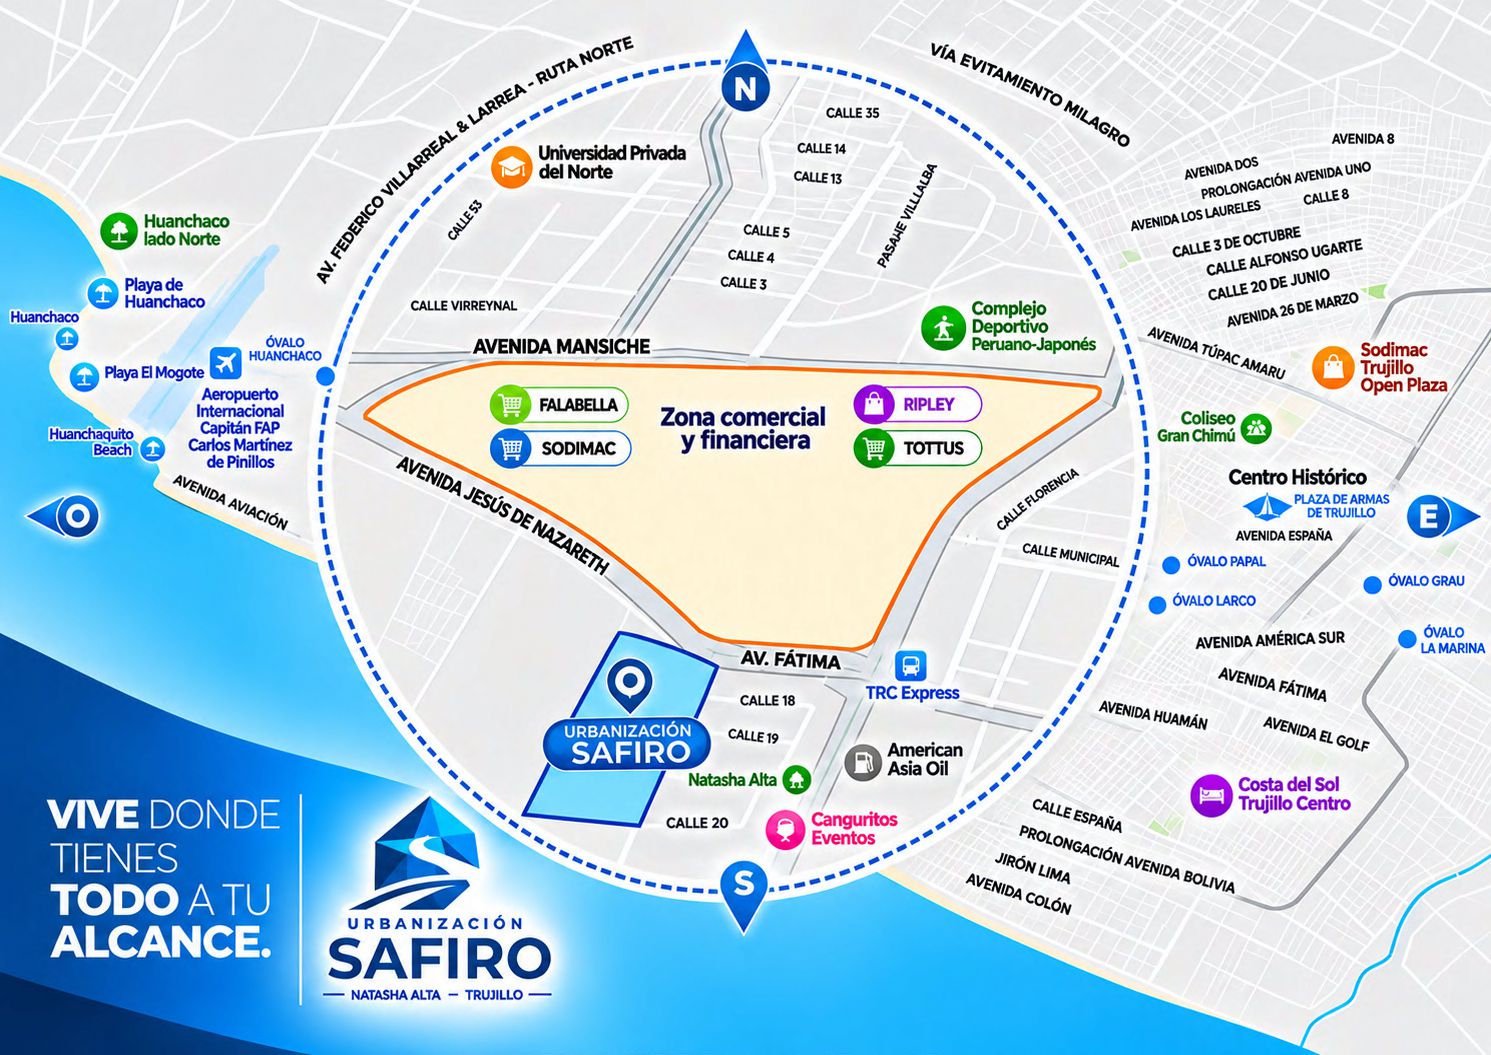 N
AV. FEDERICO VILLARREAL & LARREA - RUTA NORTE
VÍA EVITAMIENTO MILAGRO
Universidad Privada
del Norte
CALLE 53
CALLE 35
CALLE 14
CALLE 13
PASAHE VILLLALBA
CALLE 5
CALLE 4
CALLE 3
CALLE VIRREYNAL
AVENIDA MANSICHE
Complejo
Deportivo
Peruano-Japonés
AVENIDA 8
AVENIDA DOS
PROLONGACIÓN AVENIDA UNO
CALLE 8
AVENIDA LOS LAURELES
CALLE 3 DE OCTUBRE
CALLE ALFONSO UGARTE
CALLE 20 DE JUNIO
AVENIDA 26 DE MARZO
AVENIDA TÚPAC AMARU
Sodimac
Trujillo
Open Plaza
Huanchaco
lado Norte
Playa de
Huanchaco
Huanchaco
Playa El Mogote
ÓVALO
HUANCHACO
Aeropuerto
Internacional
Capitán FAP
Carlos Martínez
de Pinillos
Huanchaquito
Beach
AVENIDA AVIACIÓN
O
FALABELLA
SODIMAC
Zona comercial
y financiera
RIPLEY
TOTTUS
AVENIDA JESÚS DE NAZARETH
CALLE FLORENCIA
CALLE MUNICIPAL
Coliseo
Gran Chimú
Centro Histórico
PLAZA DE ARMAS
DE TRUJILLO
AVENIDA ESPAÑA
E
ÓVALO PAPAL
ÓVALO GRAU
ÓVALO LARCO
ÓVALO
LA MARINA
AVENIDA AMÉRICA SUR
AVENIDA FÁTIMA
AVENIDA HUAMÁN
AVENIDA EL GOLF
AV. FÁTIMA
TRC Express
CALLE 18
CALLE 19
URBANIZACIÓN
SAFIRO
Natasha Alta
American
Asia Oil
CALLE 20
Canguritos
Eventos
Costa del Sol
Trujillo Centro
CALLE ESPAÑA
PROLONGACIÓN AVENIDA BOLIVIA
JIRÓN LIMA
AVENIDA COLÓN
S
VIVE DONDE
TIENES
TODO A TU
ALCANCE.
URBANIZACIÓN
SAFIRO
NATASHA ALTA – TRUJILLO